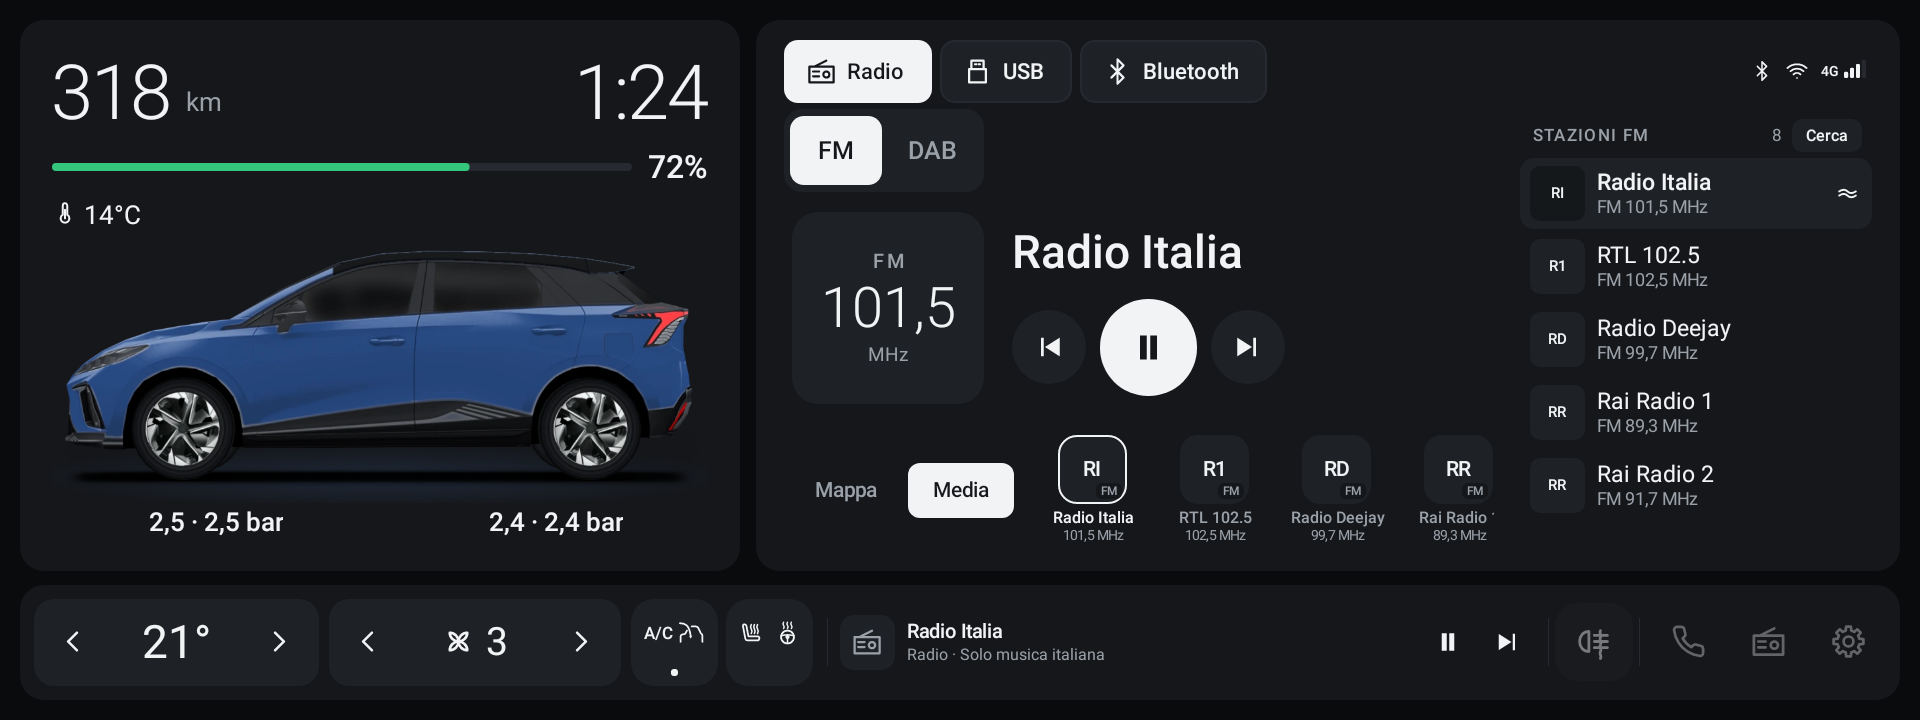 318 km
1:24
72%
14°C
2,5 · 2,5 bar
2,4 · 2,4 bar
Radio
USB
Bluetooth
4G
FM
DAB
FM
101,5
MHz
Radio Italia
Mappa
Media
RI
FM
Radio Italia
101,5 MHz
R1
FM
RTL 102.5
102,5 MHz
RD
FM
Radio Deejay
99,7 MHz
RR
FM
Rai Radio
89,3 MHz
STAZIONI FM
8
Cerca
RI
Radio Italia
FM 101,5 MHz
R1
RTL 102.5
FM 102,5 MHz
RD
Radio Deejay
FM 99,7 MHz
RR
Rai Radio 1
FM 89,3 MHz
RR
Rai Radio 2
FM 91,7 MHz
21°
3
A/C
Radio Italia
Radio · Solo musica italiana